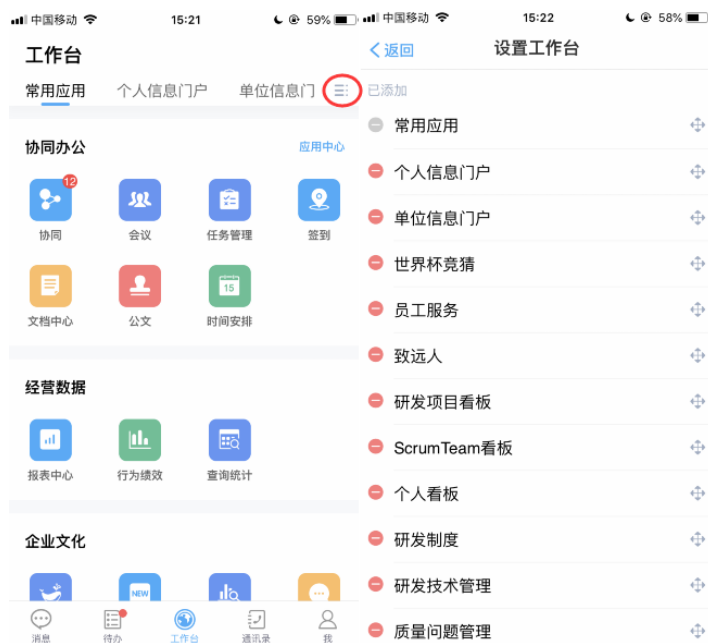 中国移动 15:21 59%
工作台
常用应用 个人信息门户 单位信息门
协同办公 应用中心
12
协同 会议 任务管理 签到
15
文档中心 公文 时间安排
经营数据
报表中心 行为绩效 查询统计
企业文化
NEW
消息 待办 工作台 通讯录 我
中国移动 15:22 58%
返回 设置工作台
已添加
常用应用
个人信息门户
单位信息门户
世界杯竞猜
员工服务
致远人
研发项目看板
ScrumTeam看板
个人看板
研发制度
研发技术管理
质量问题管理